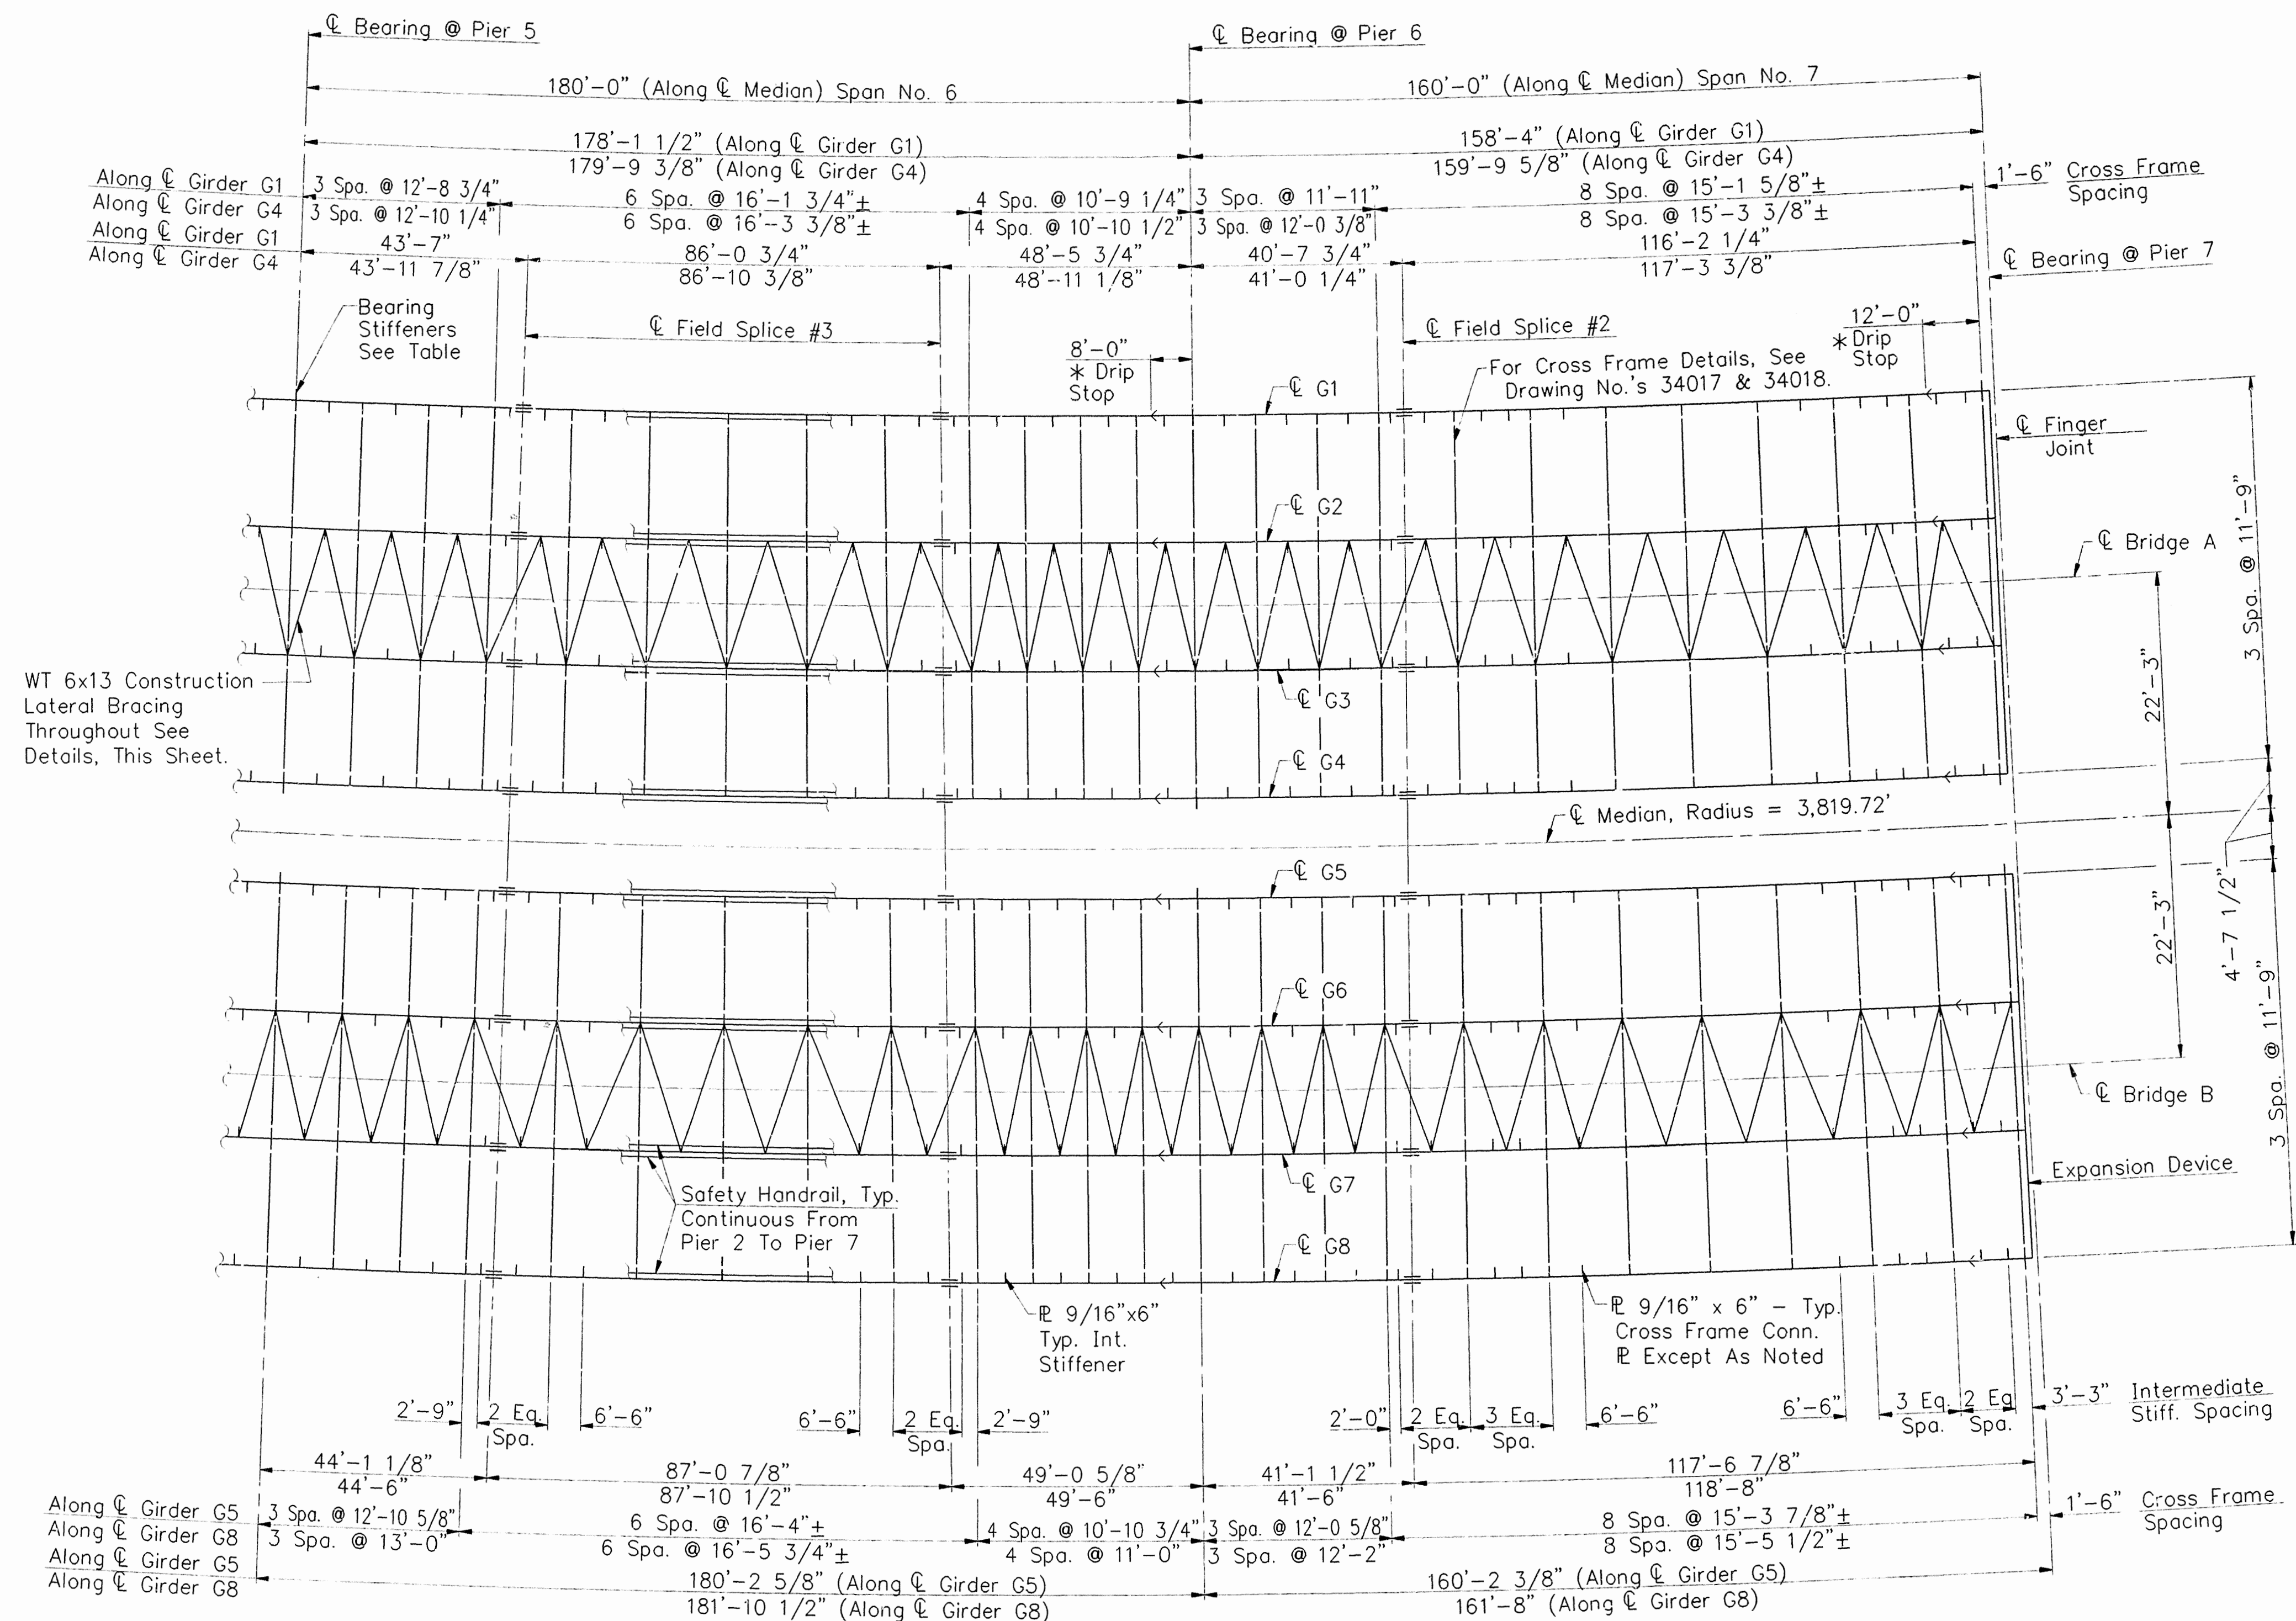 ℄ Bearing @ Pier 5
℄ Bearing @ Pier 6
180'-0" (Along ℄ Median) Span No. 6
160'-0" (Along ℄ Median) Span No. 7
178'-1 1/2" (Along ℄ Girder G1)
179'-9 3/8" (Along ℄ Girder G4)
158'-4" (Along ℄ Girder G1)
159'-9 5/8" (Along ℄ Girder G4)
1'-6" Cross Frame
Spacing
Along ℄ Girder G1
Along ℄ Girder G4
Along ℄ Girder G1
Along ℄ Girder G4
3 Spa. @ 12'-8 3/4"
3 Spa. @ 12'-10 1/4"
6 Spa. @ 16'-1 3/4"±
6 Spa. @ 16'-3 3/8"±
4 Spa. @ 10'-9 1/4"
4 Spa. @ 10'-10 1/2"
3 Spa. @ 11'-11"
3 Spa. @ 12'-0 3/8"
8 Spa. @ 15'-1 5/8"±
8 Spa. @ 15'-3 3/8"±
43'-7"
43'-11 7/8"
86'-0 3/4"
86'-10 3/8"
48'-5 3/4"
48'-11 1/8"
40'-7 3/4"
41'-0 1/4"
116'-2 1/4"
117'-3 3/8"
℄ Bearing @ Pier 7
Bearing
Stiffeners
See Table
℄ Field Splice #3
8'-0"
* Drip
Stop
℄ Field Splice #2
12'-0"
* Drip
Stop
For Cross Frame Details, See
Drawing No.'s 34017 & 34018.
℄ G1
℄ Finger
Joint
℄ G2
℄ Bridge A
3 Spa. @ 11'-9"
22'-3"
WT 6x13 Construction
Lateral Bracing
Throughout See
Details, This Sheet.
℄ G3
℄ G4
℄ Median, Radius = 3,819.72'
℄ G5
22'-3"
4'-7 1/2"
℄ G6
3 Spa. @ 11'-9"
℄ Bridge B
Expansion Device
℄ G7
Safety Handrail, Typ.
Continuous From
Pier 2 To Pier 7
℄ G8
℄ 9/16"x6"
Typ. Int.
Stiffener
℄ 9/16" x 6" - Typ.
Cross Frame Conn.
℄ Except As Noted
2'-9"
2 Eq.
Spa.
6'-6"
6'-6"
2 Eq.
Spa.
2'-9"
2'-0"
2 Eq.
Spa.
3 Eq.
Spa.
6'-6"
6'-6"
3 Eq.
Spa.
2 Eq
Spa.
3'-3" Intermediate
Stiff. Spacing
44'-1 1/8"
44'-6"
87'-0 7/8"
87'-10 1/2"
49'-0 5/8"
49'-6"
41'-1 1/2"
41'-6"
117'-6 7/8"
118'-8"
Along ℄ Girder G5
Along ℄ Girder G8
Along ℄ Girder G5
Along ℄ Girder G8
3 Spa. @ 12'-10 5/8"
3 Spa. @ 13'-0"
6 Spa. @ 16'-4"±
6 Spa. @ 16'-5 3/4"±
4 Spa. @ 10'-10 3/4"
4 Spa. @ 11'-0"
3 Spa. @ 12'-0 5/8"
3 Spa. @ 12'-2"
8 Spa. @ 15'-3 7/8"±
8 Spa. @ 15'-5 1/2"±
1'-6" Cross Frame
Spacing
180'-2 5/8" (Along ℄ Girder G5)
181'-10 1/2" (Along ℄ Girder G8)
160'-2 3/8" (Along ℄ Girder G5)
161'-8" (Along ℄ Girder G8)